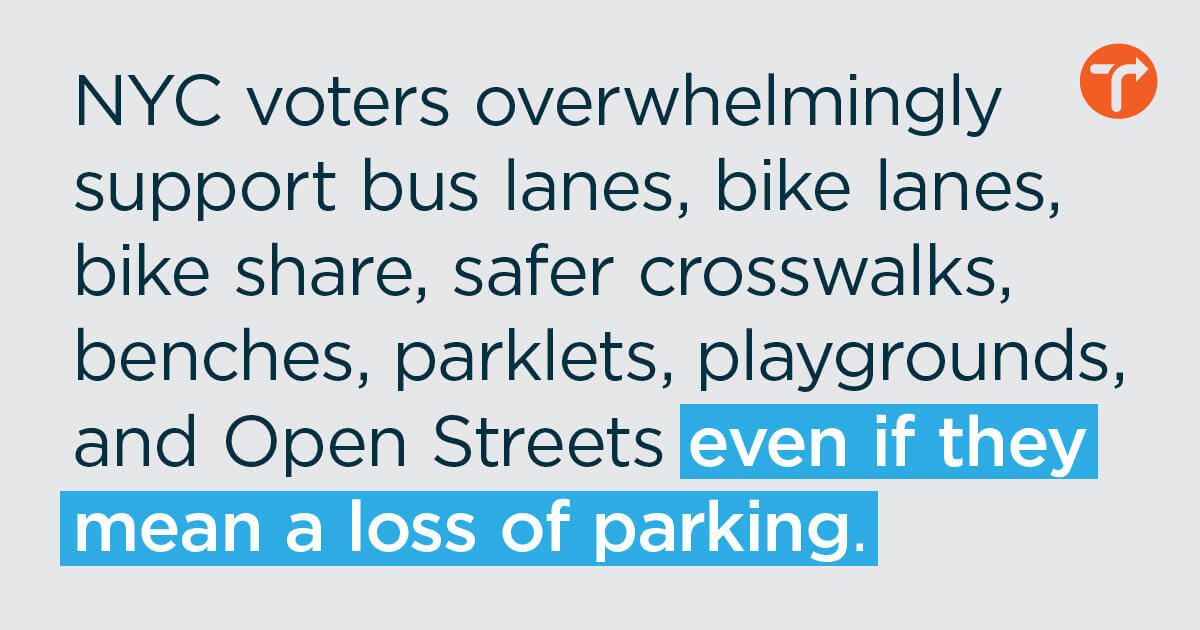 NYC voters overwhelmingly
support bus lanes, bike lanes,
bike share, safer crosswalks,
benches, parklets, playgrounds,
and Open Streets even if they
mean a loss of parking.